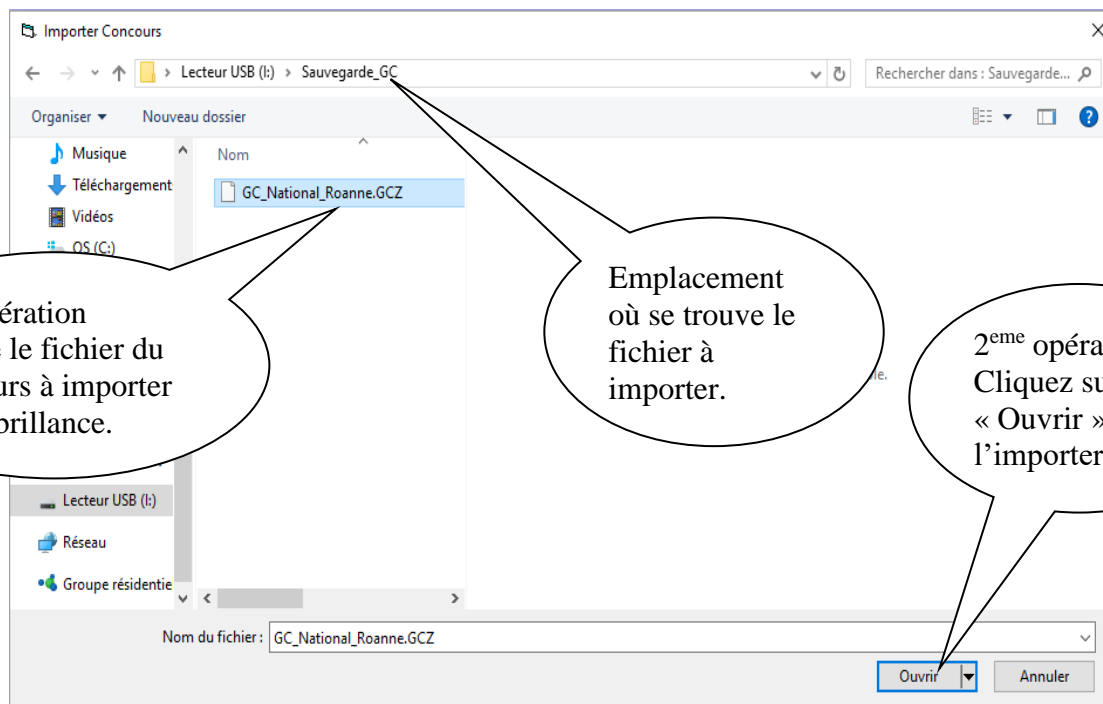 Importer Concours
Lecteur USB (I:) > Sauvegarde_GC
Rechercher dans : Sauvegarde...
Organiser
Nouveau dossier
Musique
Téléchargement
Vidéos
OS (C:)
Lecteur USB (I:)
Réseau
Groupe résidentie
Nom
GC_National_Roanne.GCZ
ération
le fichier du
urs à importer
brillance.
Emplacement
où se trouve le
fichier à
importer.
le.
2eme opéra
Cliquez su
« Ouvrir »
l’importer
Nom du fichier : GC_National_Roanne.GCZ
Ouvrir
Annuler